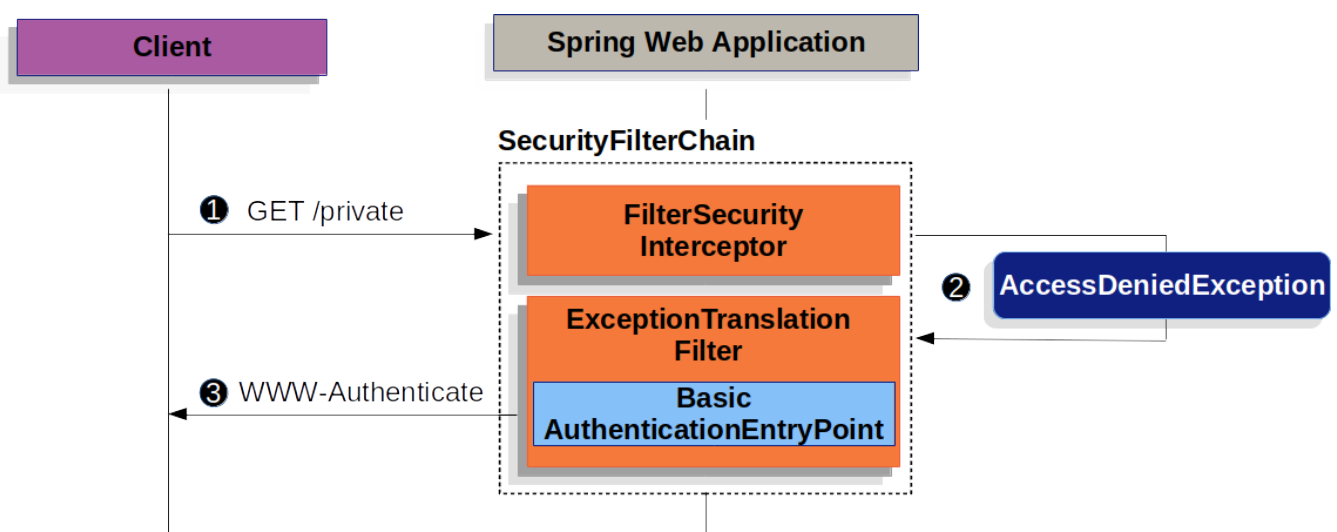 Client
Spring Web Application
SecurityFilterChain
❶ GET /private
FilterSecurity
Interceptor
❷ AccessDeniedException
ExceptionTranslation
Filter
❸ WWW-Authenticate
Basic
AuthenticationEntryPoint